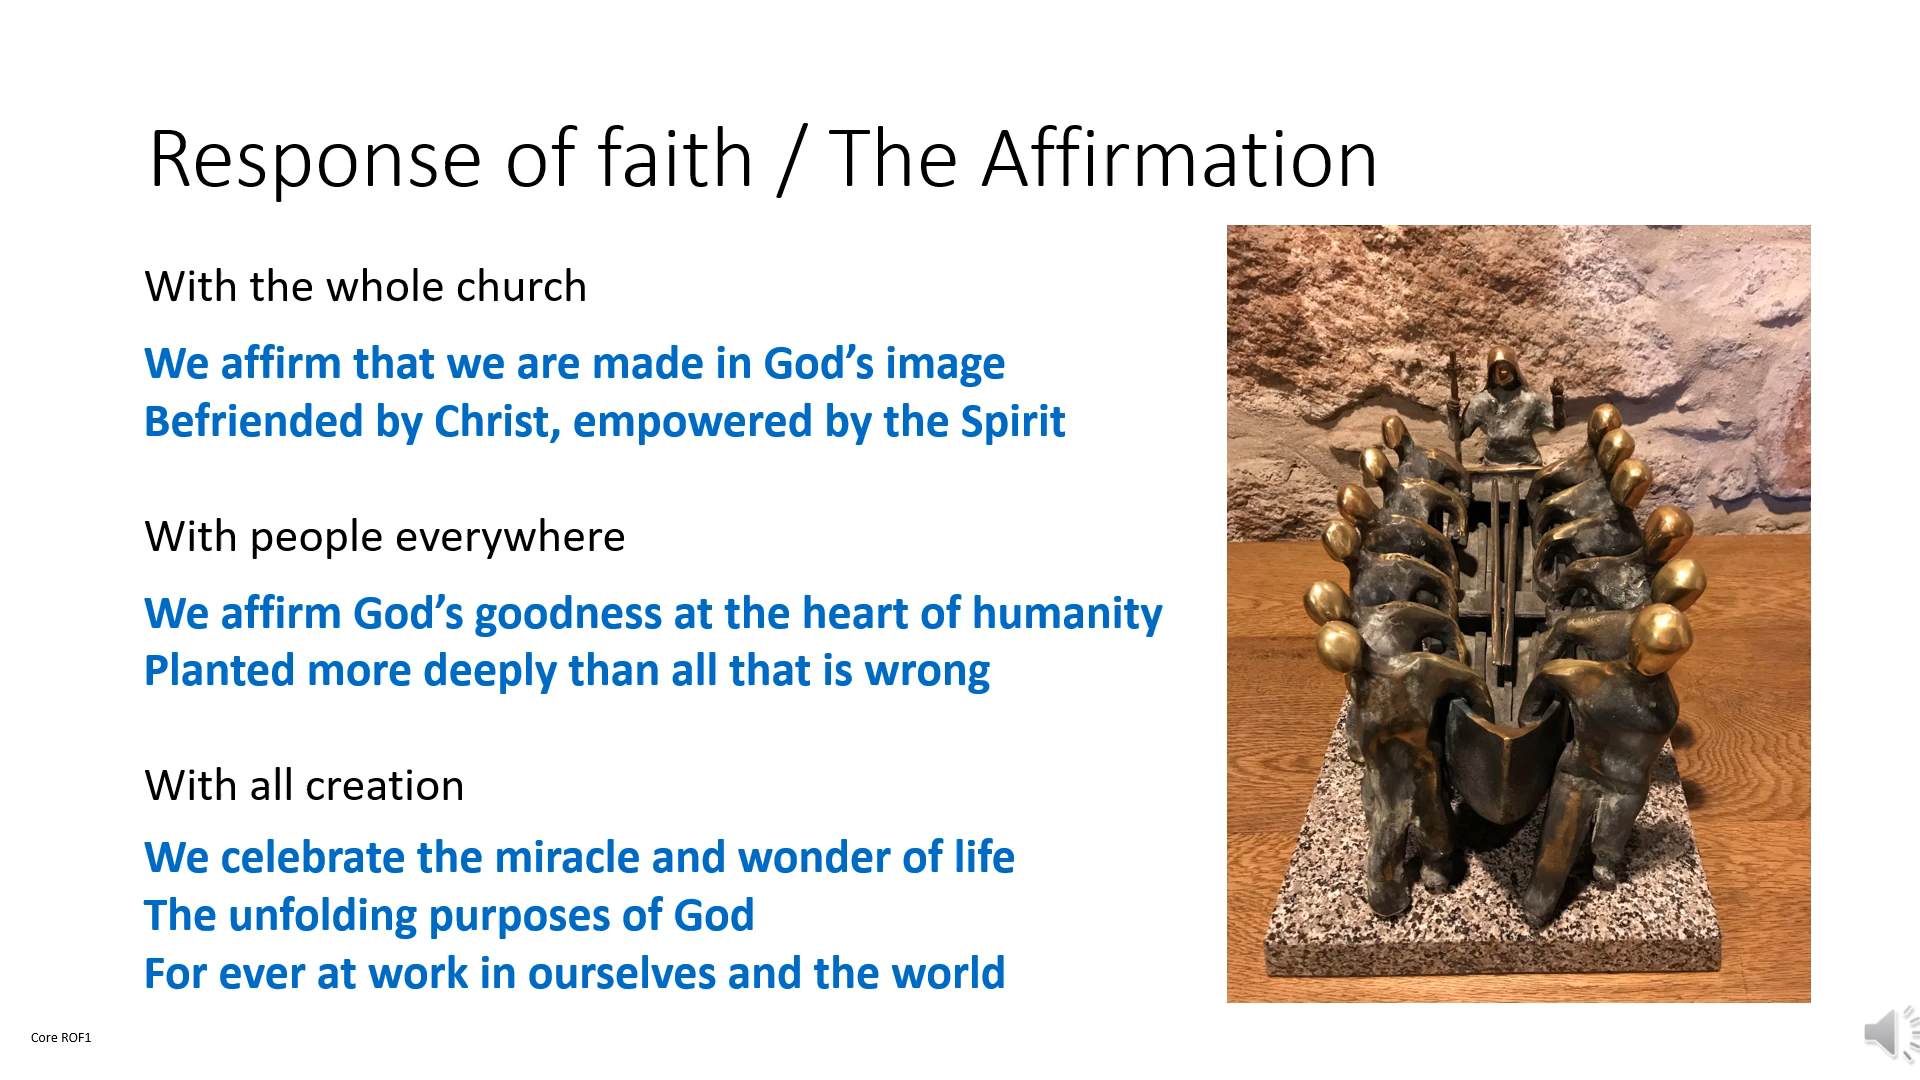 Response of faith / The Affirmation
With the whole church
We affirm that we are made in God’s image
Befriended by Christ, empowered by the Spirit
With people everywhere
We affirm God’s goodness at the heart of humanity
Planted more deeply than all that is wrong
With all creation
We celebrate the miracle and wonder of life
The unfolding purposes of God
For ever at work in ourselves and the world
Core ROF1